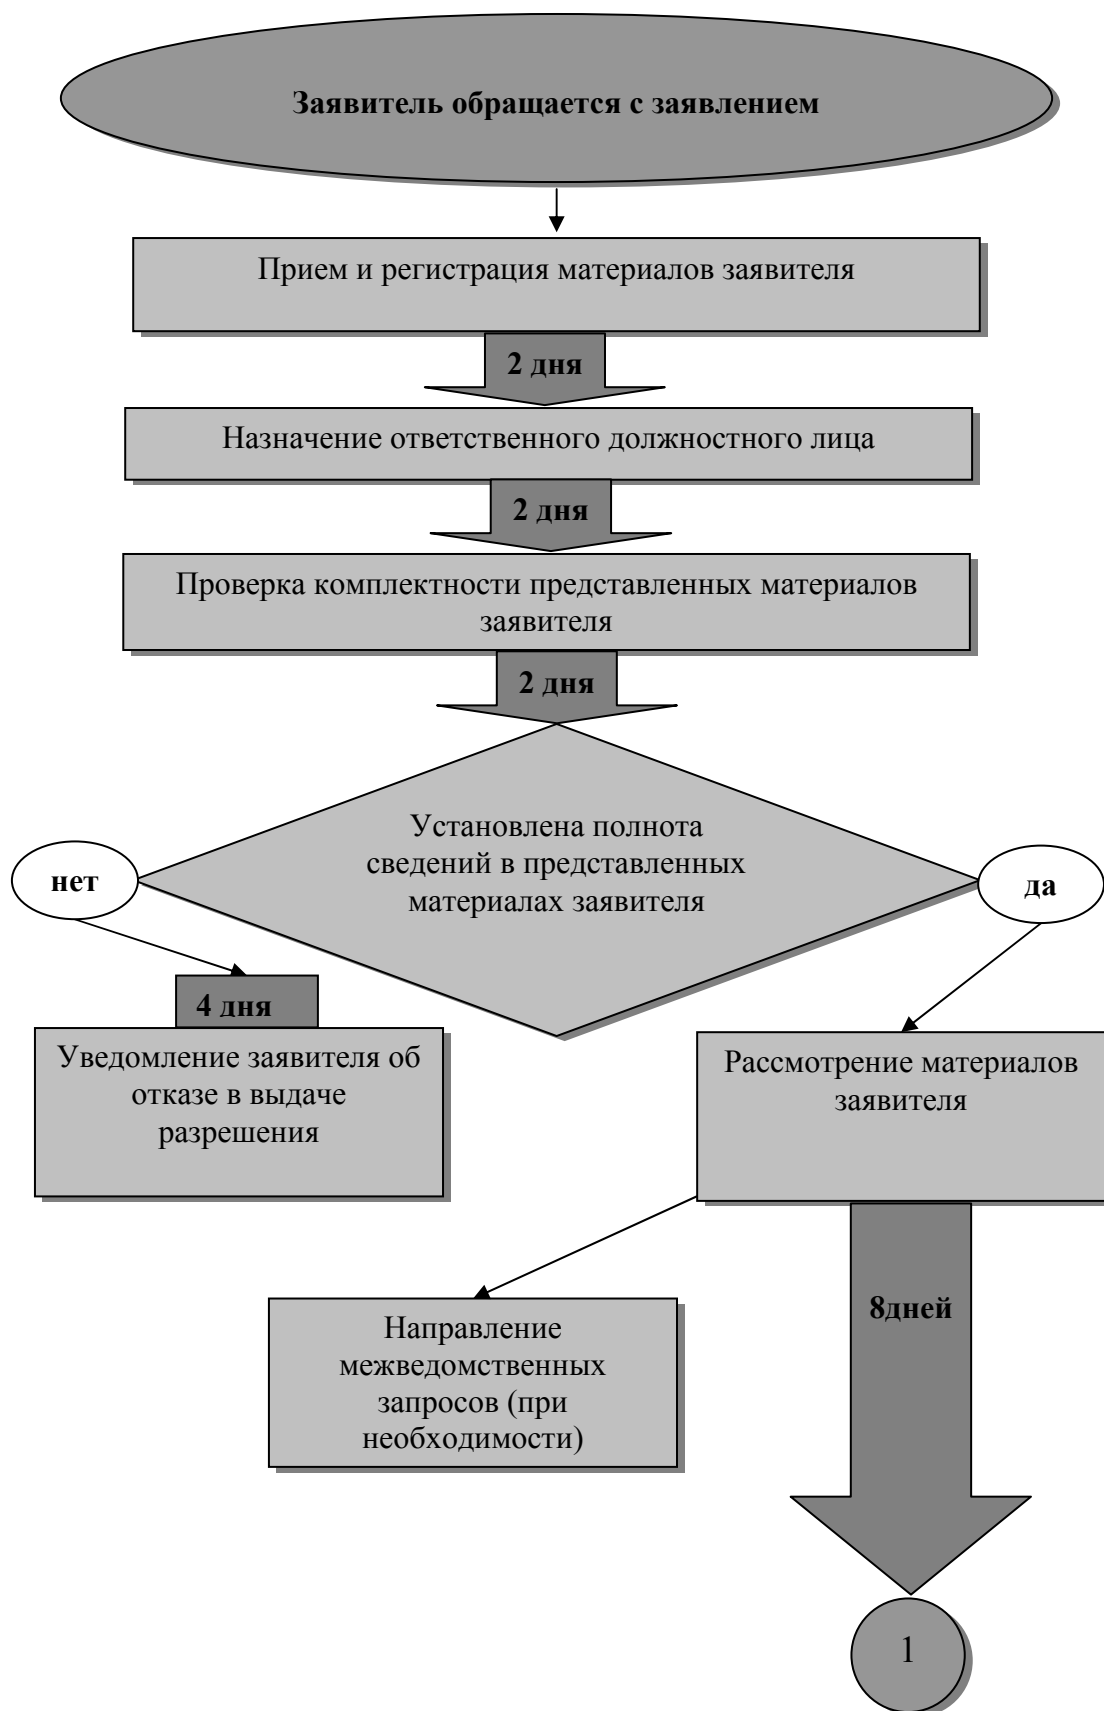 Заявитель обращается с заявлением
Прием и регистрация материалов заявителя
2 дня
Назначение ответственного должностного лица
2 дня
Проверка комплектности представленных материалов
заявителя
2 дня
Установлена полнота
сведений в представленных
материалах заявителя
нет
да
4 дня
Уведомление заявителя об
отказе в выдаче
разрешения
Рассмотрение материалов
заявителя
Направление
межведомственных
запросов (при
необходимости)
8дней
1